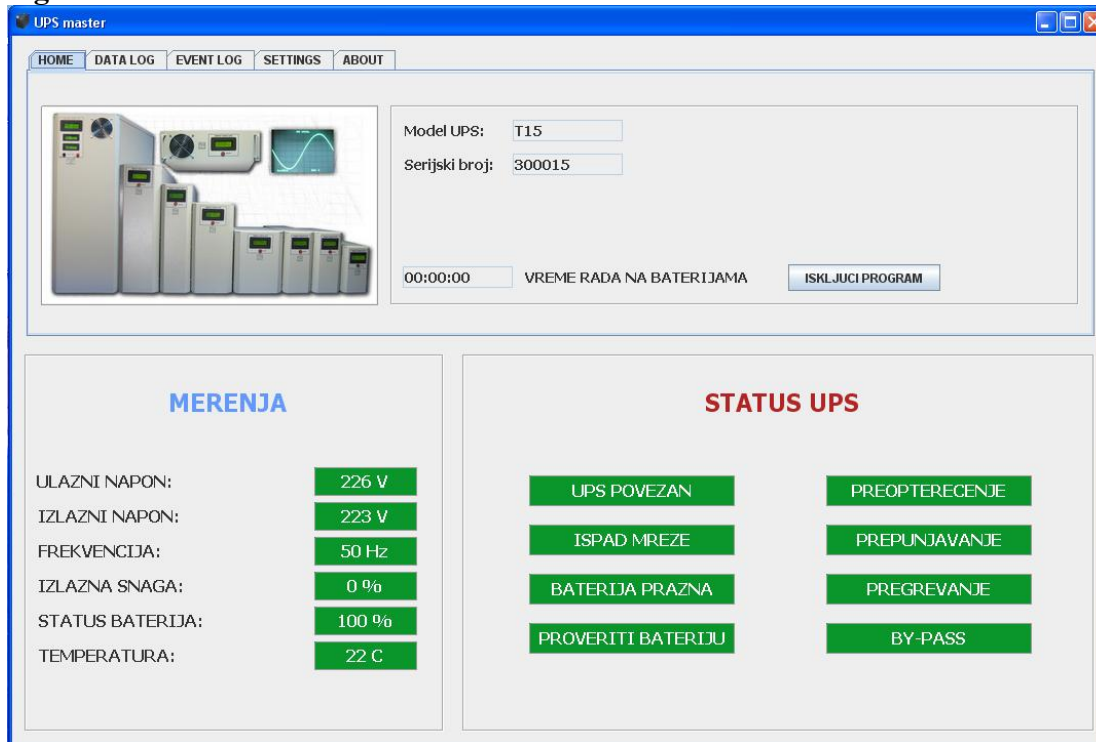 UPS master
HOME DATA LOG EVENT LOG SETTINGS ABOUT
Model UPS: T15
Serijski broj: 300015
00:00:00 VREME RADA NA BATERIJAMA ISKLJUCI PROGRAM
MERENJA
ULAZNI NAPON: 226 V
IZLAZNI NAPON: 223 V
FREKVENCIJA: 50 Hz
IZLAZNA SNAGA: 0 %
STATUS BATERIJA: 100 %
TEMPERATURA: 22 C
STATUS UPS
UPS POVEZAN PREOPTERECENJE
ISPAD MREZE PREPUNJAVANJE
BATERIJA PRAZNA PREGREVANJE
PROVERITI BATERIJU BY-PASS